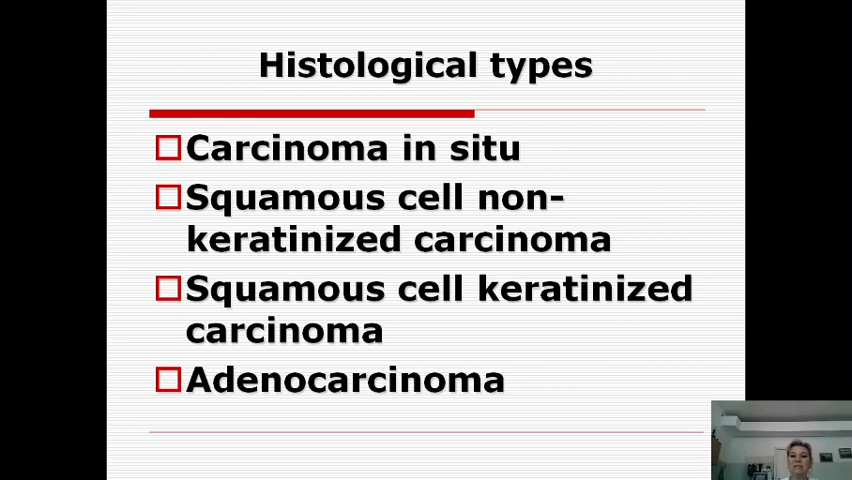 Histological types
Carcinoma in situ
Squamous cell non-
keratinized carcinoma
Squamous cell keratinized
carcinoma
Adenocarcinoma